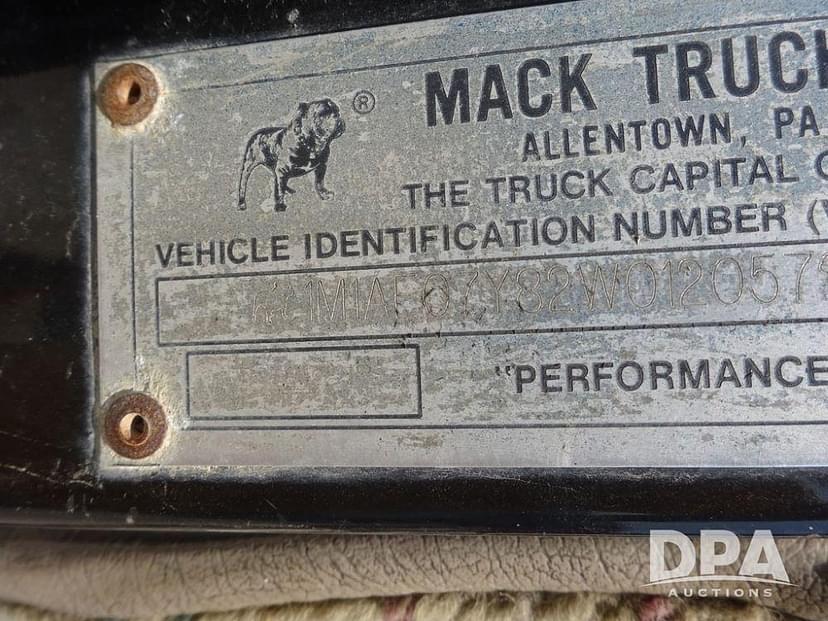 ®
MACK TRUCK
ALLENTOWN, PA
THE TRUCK CAPITAL O
VEHICLE IDENTIFICATION NUMBER (V
"PERFORMANCE
DPA
AUCTIONS